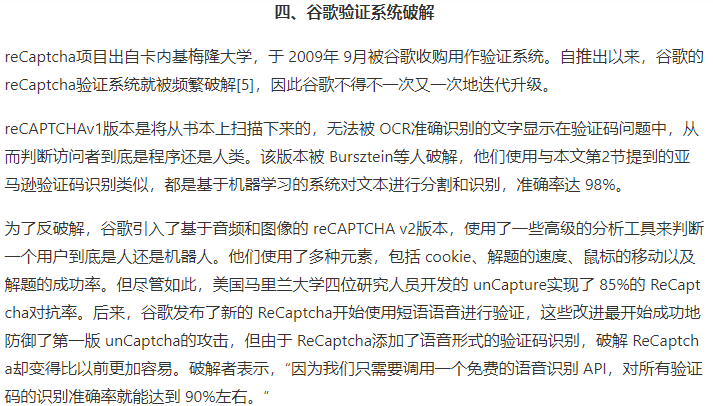 四、谷歌验证系统破解
reCaptcha项目出自卡内基梅隆大学，于 2009年 9月被谷歌收购用作验证系统。自推出以来，谷歌的
reCaptcha验证系统就被频繁破解[5]，因此谷歌不得不一次又一次地迭代升级。
reCAPTCHAv1版本是将从书本上扫描下来的，无法被 OCR准确识别的文字显示在验证码问题中，从
而判断访问者到底是程序还是人类。该版本被 Bursztein等人破解，他们使用与本文第2节提到的亚
马逊验证码识别类似，都是基于机器学习的系统对文本进行分割和识别，准确率达 98%。
为了反破解，谷歌引入了基于音频和图像的 reCAPTCHA v2版本，使用了一些高级的分析工具来判断
一个用户到底是人还是机器人。他们使用了多种元素，包括 cookie、解题的速度、鼠标的移动以及
解题的成功率。但尽管如此，美国马里兰大学四位研究人员开发的 unCapture实现了 85%的 ReCapt
cha对抗率。后来，谷歌发布了新的 ReCaptcha开始使用短语语音进行验证，这些改进最开始成功地
防御了第一版 unCaptcha的攻击，但由于 ReCaptcha添加了语音形式的验证码识别，破解 ReCaptch
a却变得比以前更加容易。破解者表示，“因为我们只需要调用一个免费的语音识别 API，对所有验证
码的识别准确率就能达到 90%左右。“